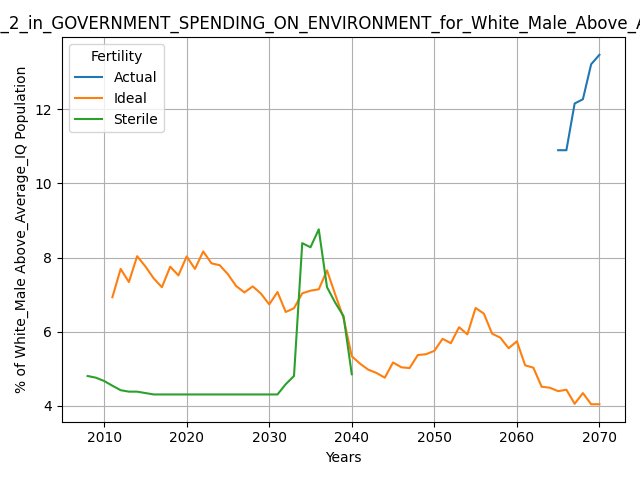 _2_in_GOVERNMENT_SPENDING_ON_ENVIRONMENT_for_White_Male_Above_A
Fertility
Actual
Ideal
Sterile
% of White_Male Above_Average_IQ Population
12
10
8
6
4
2010 2020 2030 2040 2050 2060 2070
Years